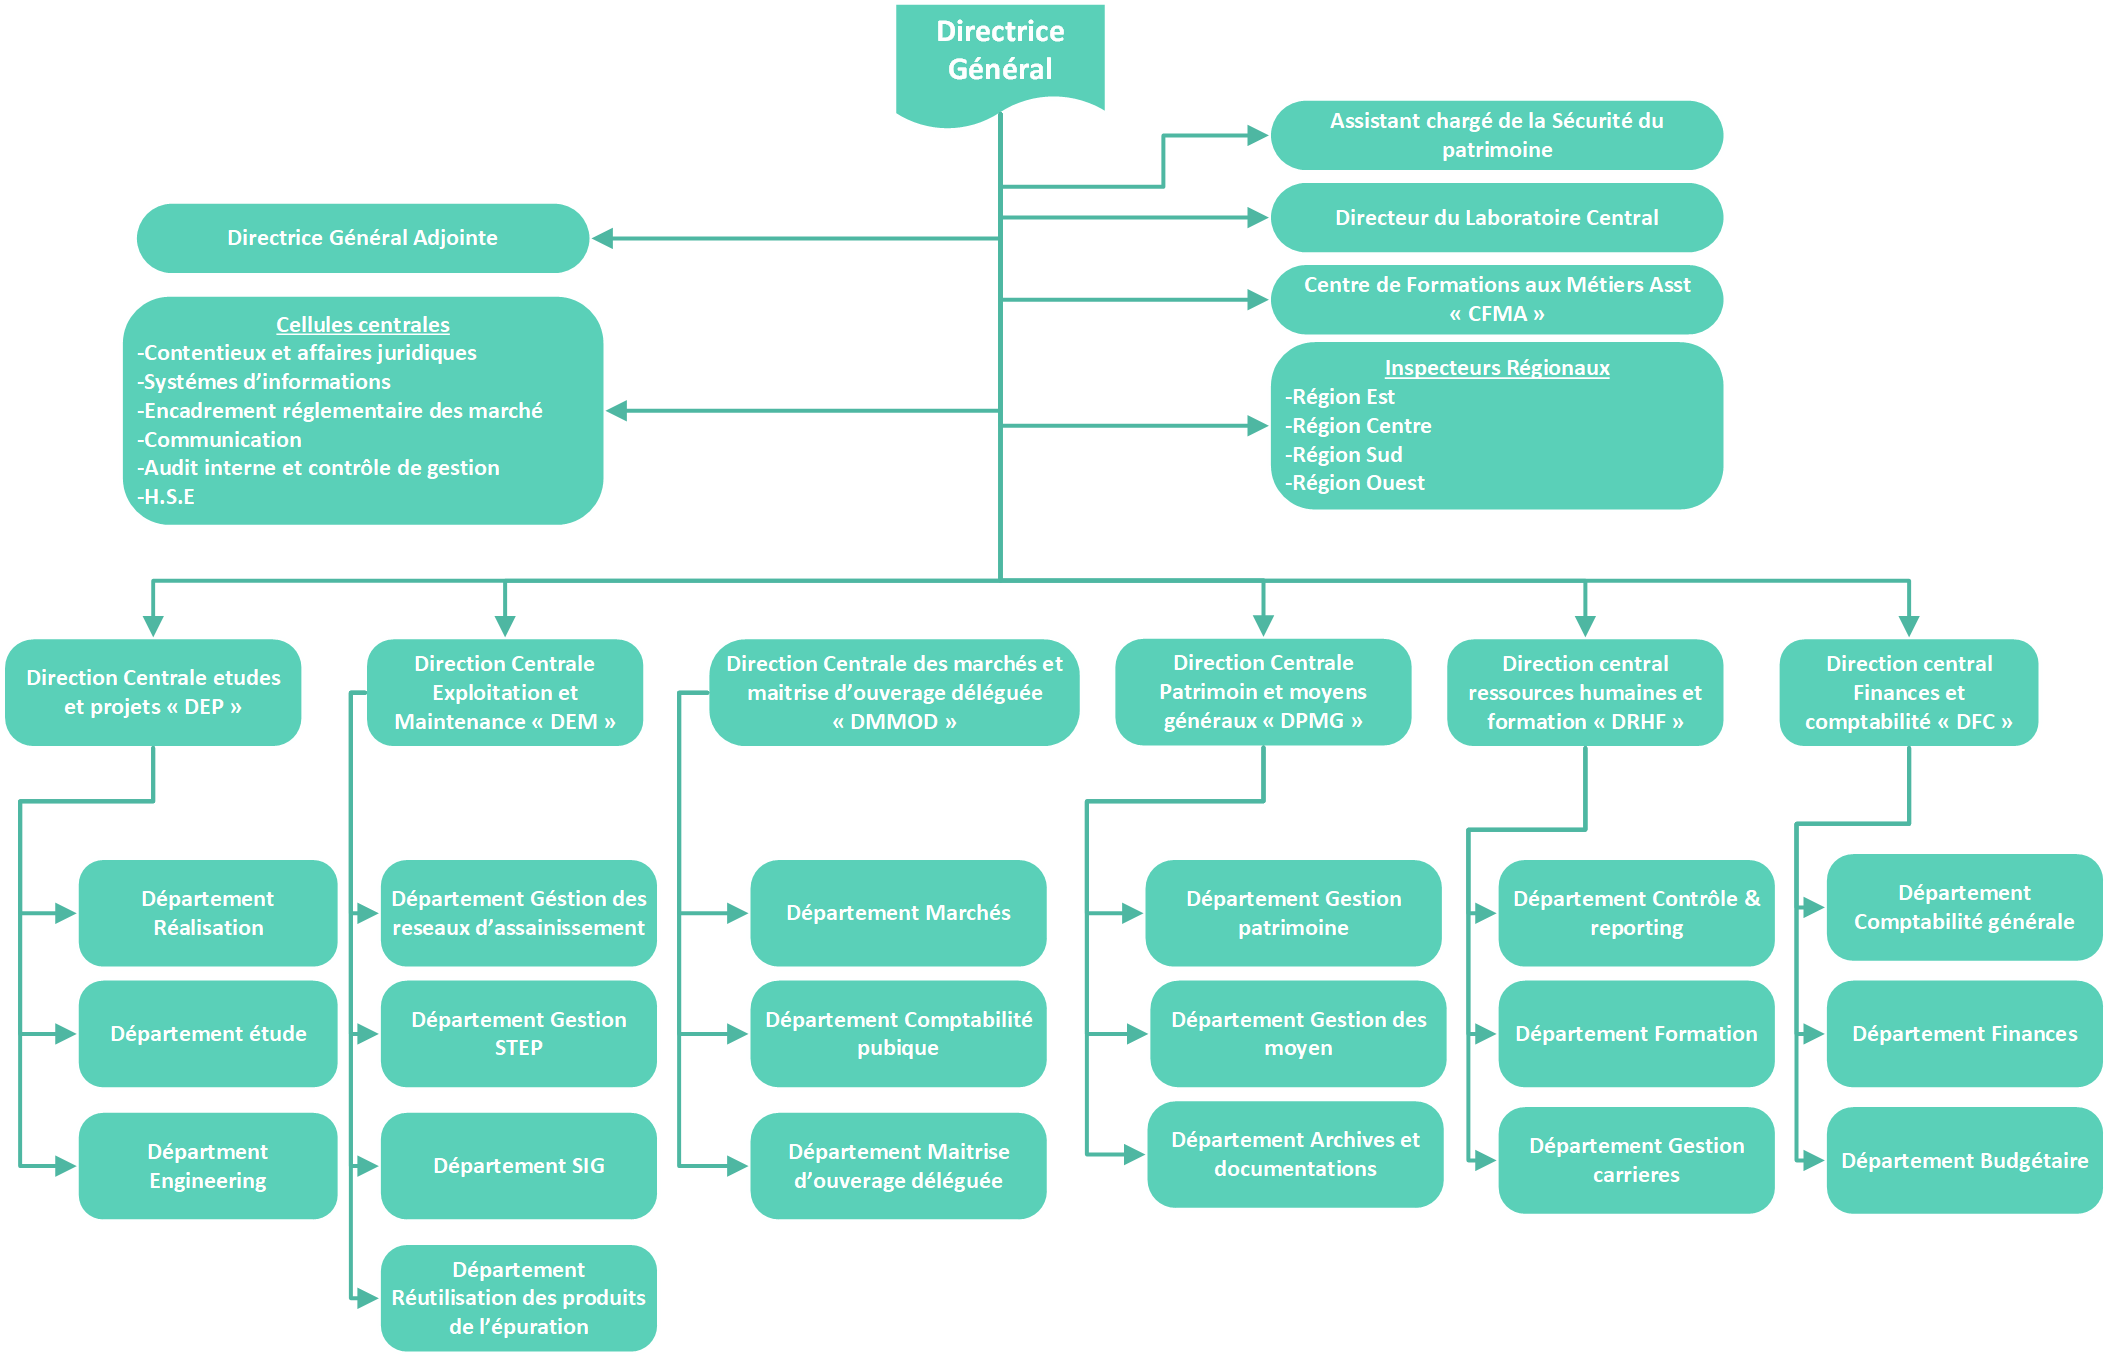 Directrice
Général
Assistant chargé de la Sécurité du
patrimoine
Directeur du Laboratoire Central
Directrice Général Adjointe
Centre de Formations aux Métiers Asst
« CFMA »
Cellules centrales
-Contentieux et affaires juridiques
-Systémes d’informations
-Encadrement réglementaire des marché
-Communication
-Audit interne et contrôle de gestion
-H.S.E
Inspecteurs Régionaux
-Région Est
-Région Centre
-Région Sud
-Région Ouest
Direction Centrale etudes
et projets « DEP »
Direction Centrale
Exploitation et
Maintenance « DEM »
Direction Centrale des marchés et
maitrise d’ouverage déléguée
« DMMOD »
Direction Centrale
Patrimoin et moyens
généraux « DPMG »
Direction central
ressources humaines et
formation « DRHF »
Direction central
Finances et
comptabilité « DFC »
Département
Réalisation
Département Géstion des
reseaux d’assainissement
Département Marchés
Département Gestion
patrimoine
Département Contrôle &
reporting
Département
Comptabilité générale
Département étude
Département Gestion
STEP
Département Comptabilité
pubique
Département Gestion des
moyen
Département Formation
Département Finances
Départment
Engineering
Département SIG
Département Maitrise
d’ouverage déléguée
Département Archives et
documentations
Département Gestion
carrieres
Département Budgétaire
Département
Réutilisation des produits
de l’épuration